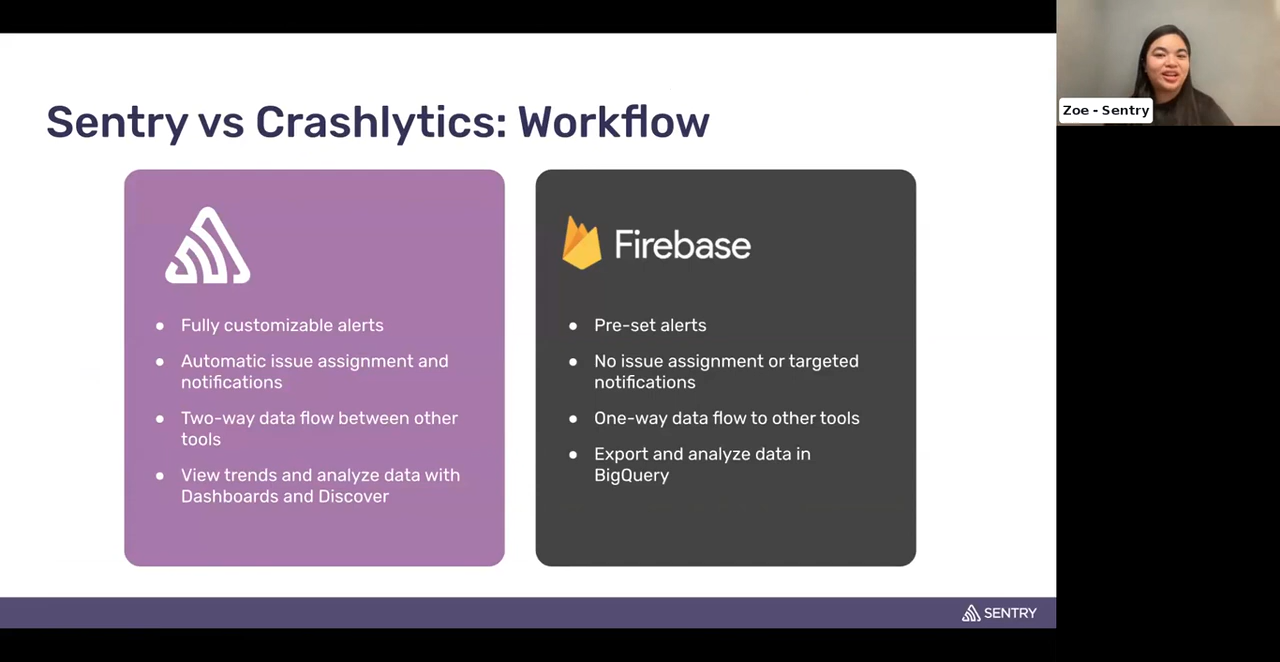 Sentry vs Crashlytics: Workflow
Zoe - Sentry
Firebase
● Fully customizable alerts
● Automatic issue assignment and
notifications
● Two-way data flow between other
tools
● View trends and analyze data with
Dashboards and Discover
● Pre-set alerts
● No issue assignment or targeted
notifications
● One-way data flow to other tools
● Export and analyze data in
BigQuery
SENTRY